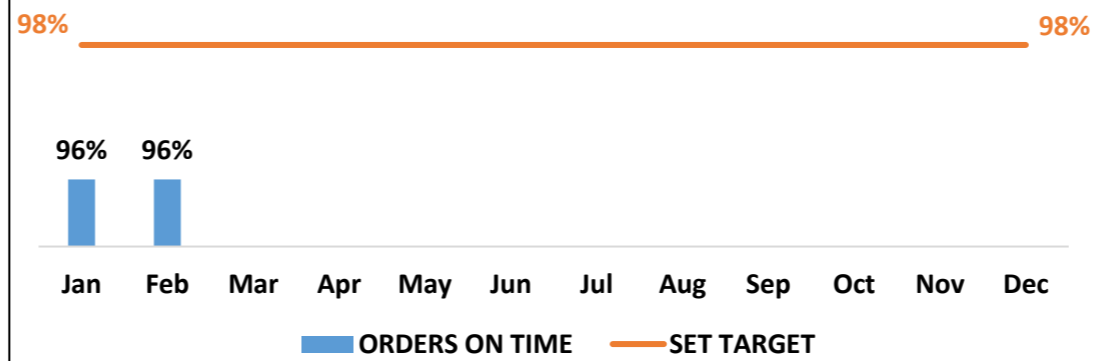 98% 98%
96% 96%
Jan Feb Mar Apr May Jun Jul Aug Sep Oct Nov Dec
ORDERS ON TIME SET TARGET